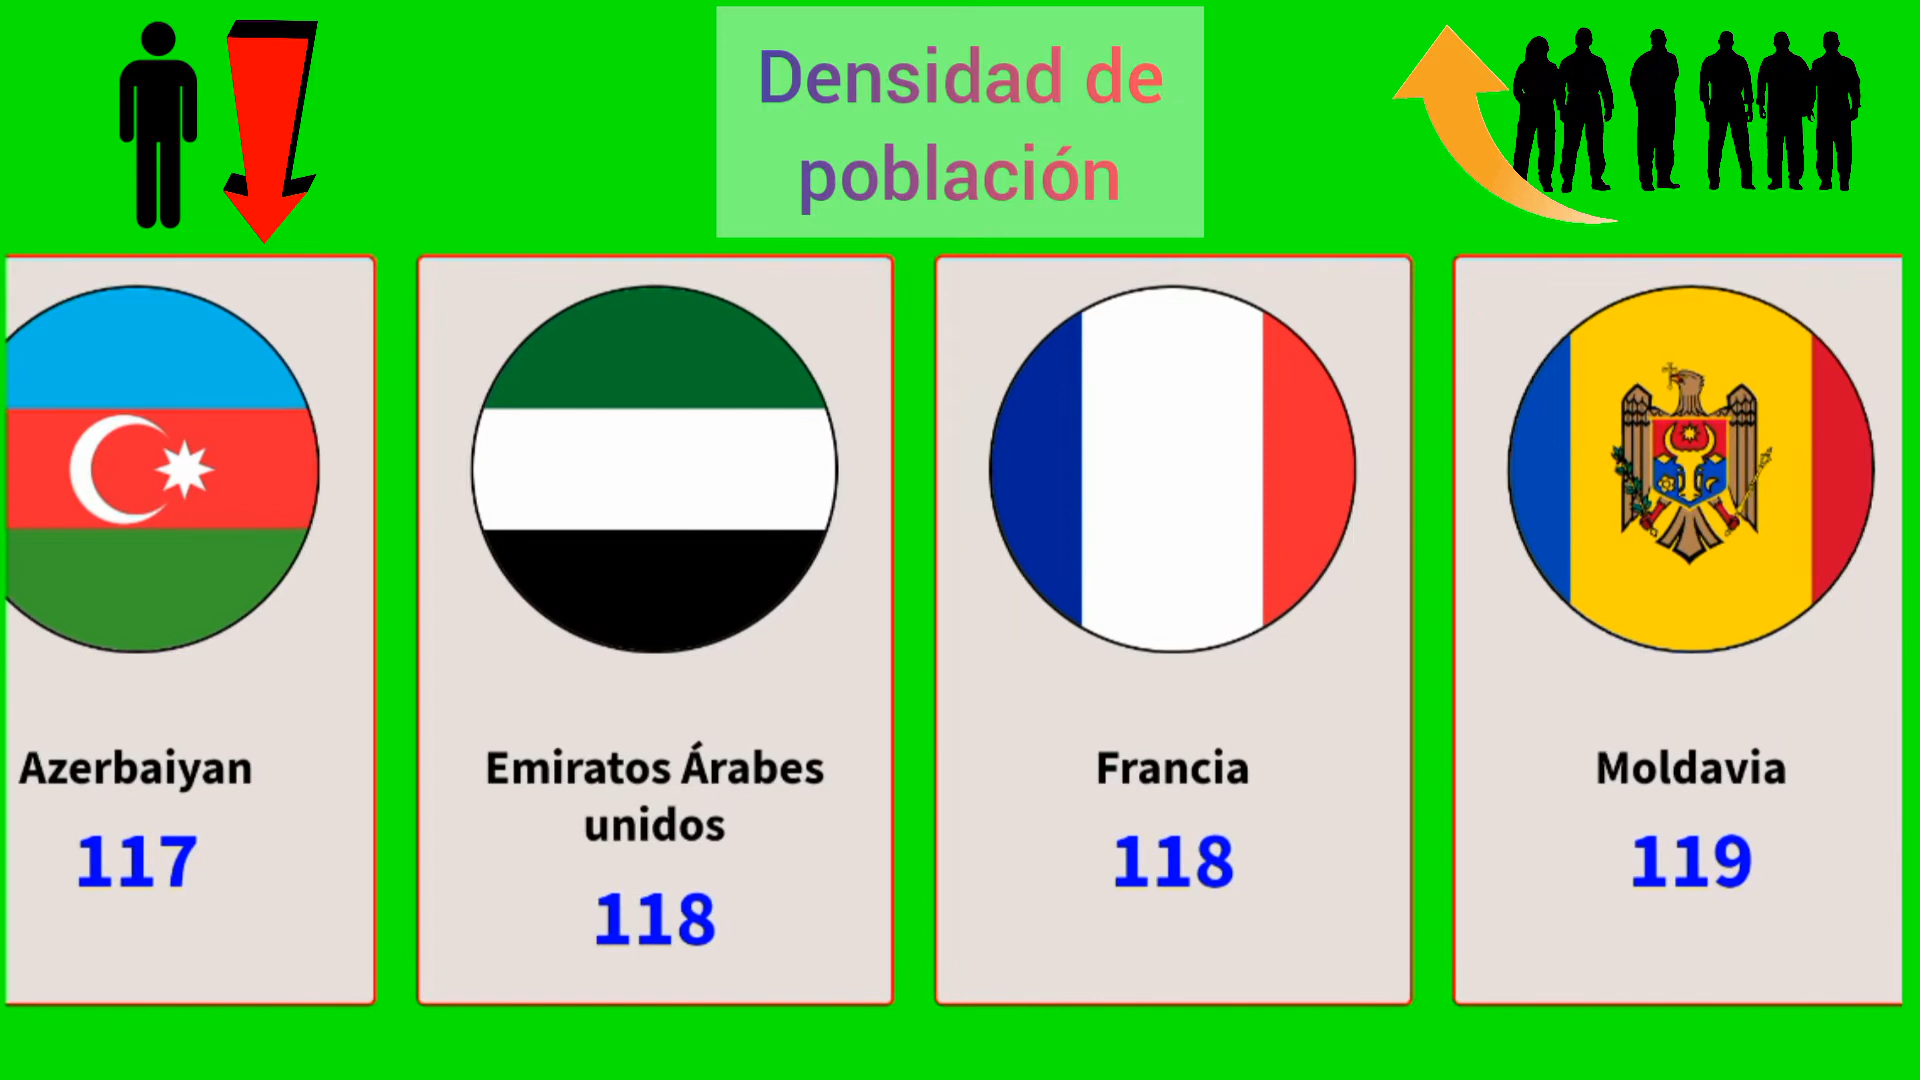 Densidad de
población
Azerbaiyan
117
Emiratos Árabes
unidos
118
Francia
118
Moldavia
119